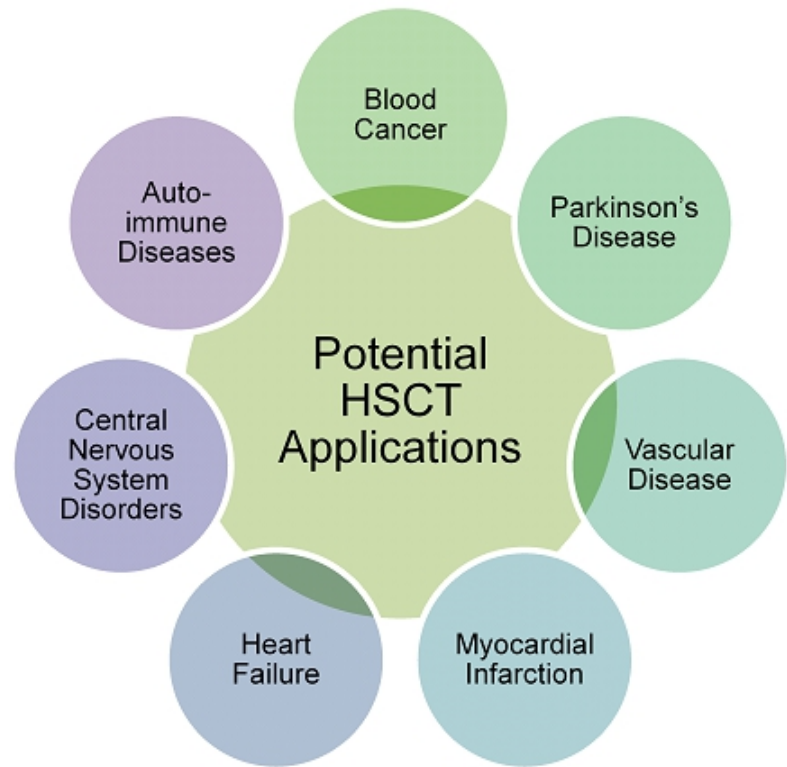 Blood
Cancer
Parkinson's
Disease
Vascular
Disease
Myocardial
Infarction
Heart
Failure
Central
Nervous
System
Disorders
Auto-
immune
Diseases
Potential
HSCT
Applications